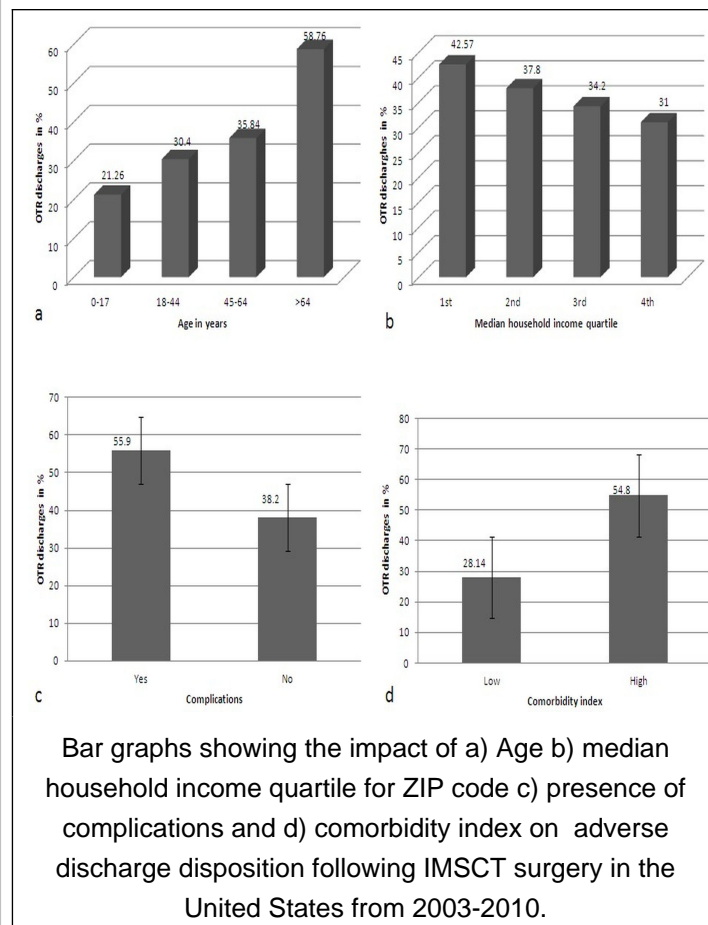 60
50
40
30
20
10
0
OTR discharges in %
21.26
30.4
35.84
58.76
0-17
18-44
45-64
>64
Age in years
a
45
40
35
30
25
20
15
10
5
0
OTR discharghes in %
42.57
37.8
34.2
31
1st
2nd
3rd
4th
Median household income quartile
b
70
60
50
40
30
20
10
0
OTR discharges in %
55.9
38.2
Yes
No
Complications
c
80
70
60
50
40
30
20
10
0
OTR discharges in %
28.14
54.8
Low
High
Comorbidity index
d
Bar graphs showing the impact of a) Age b) median
household income quartile for ZIP code c) presence of
complications and d) comorbidity index on adverse
discharge disposition following IMSCT surgery in the
United States from 2003-2010.